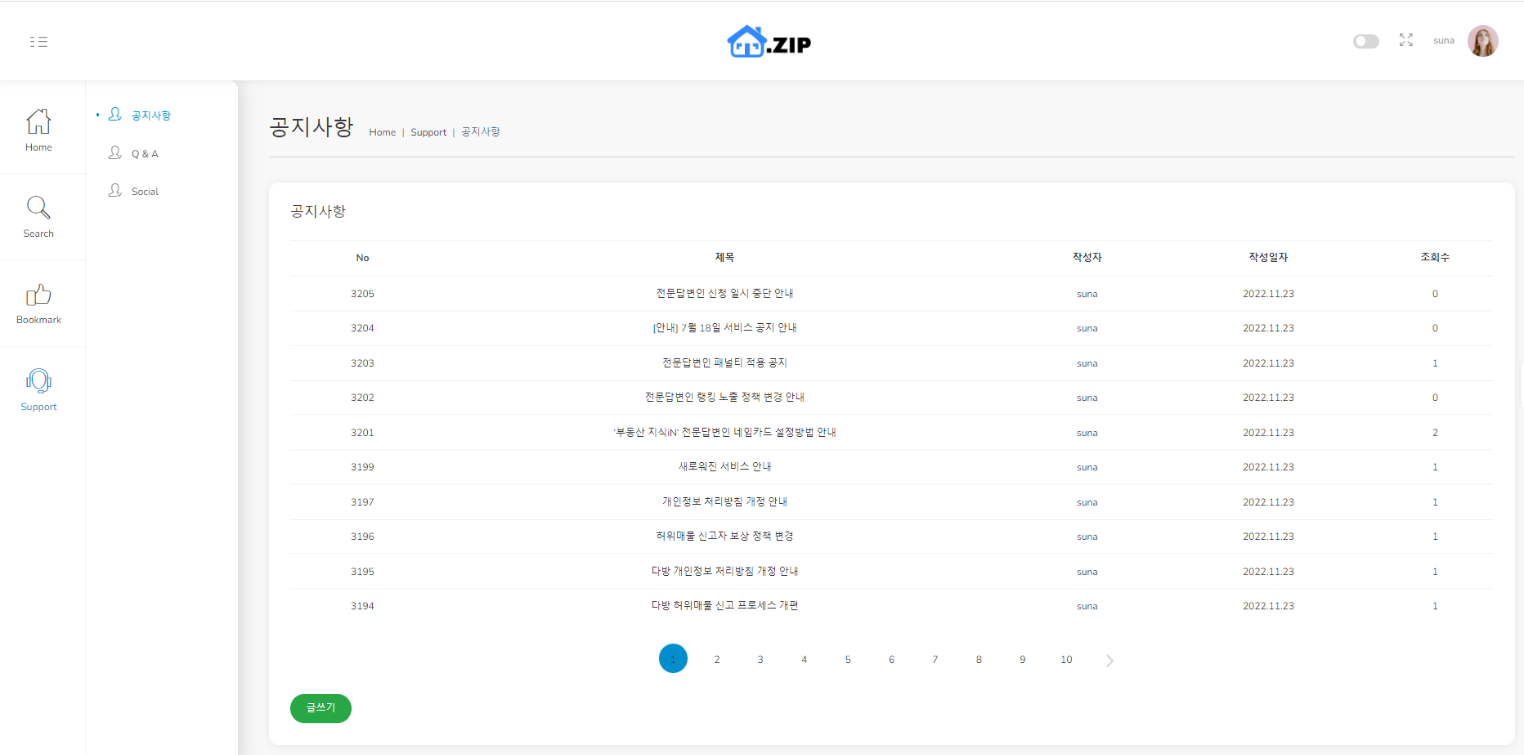 .ZIP
suna
Home
Search
Bookmark
Support
공지사항
Q & A
Social
공지사항 Home | Support | 공지사항
공지사항
No 제목 작성자 작성일자 조회수
3205 전문답변인 신청 일시 중단 안내 suna 2022.11.23 0
3204 [안내] 7월 18일 서비스 공지 안내 suna 2022.11.23 0
3203 전문답변인 패널티 적용 공지 suna 2022.11.23 1
3202 전문답변인 랭킹 노출 정책 변경 안내 suna 2022.11.23 0
3201 '부동산 지식iN' 전문답변인 네임카드 설정방법 안내 suna 2022.11.23 2
3199 새로워진 서비스 안내 suna 2022.11.23 1
3197 개인정보 처리방침 개정 안내 suna 2022.11.23 1
3196 허위매물 신고자 보상 정책 변경 suna 2022.11.23 1
3195 다방 개인정보 처리방침 개정 안내 suna 2022.11.23 1
3194 다방 허위매물 신고 프로세스 개편 suna 2022.11.23 1
1 2 3 4 5 6 7 8 9 10
글쓰기